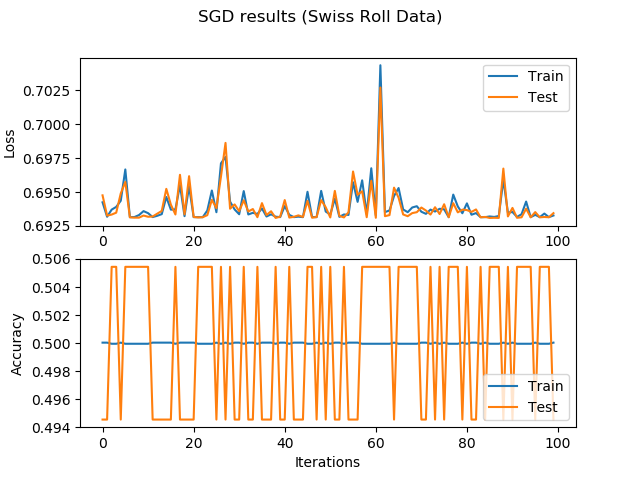 SGD results (Swiss Roll Data)
Loss
0.7025
0.7000
0.6975
0.6950
0.6925
Train
Test
0 20 40 60 80 100
Accuracy
0.506
0.504
0.502
0.500
0.498
0.496
0.494
Train
Test
0 20 40 60 80 100
Iterations